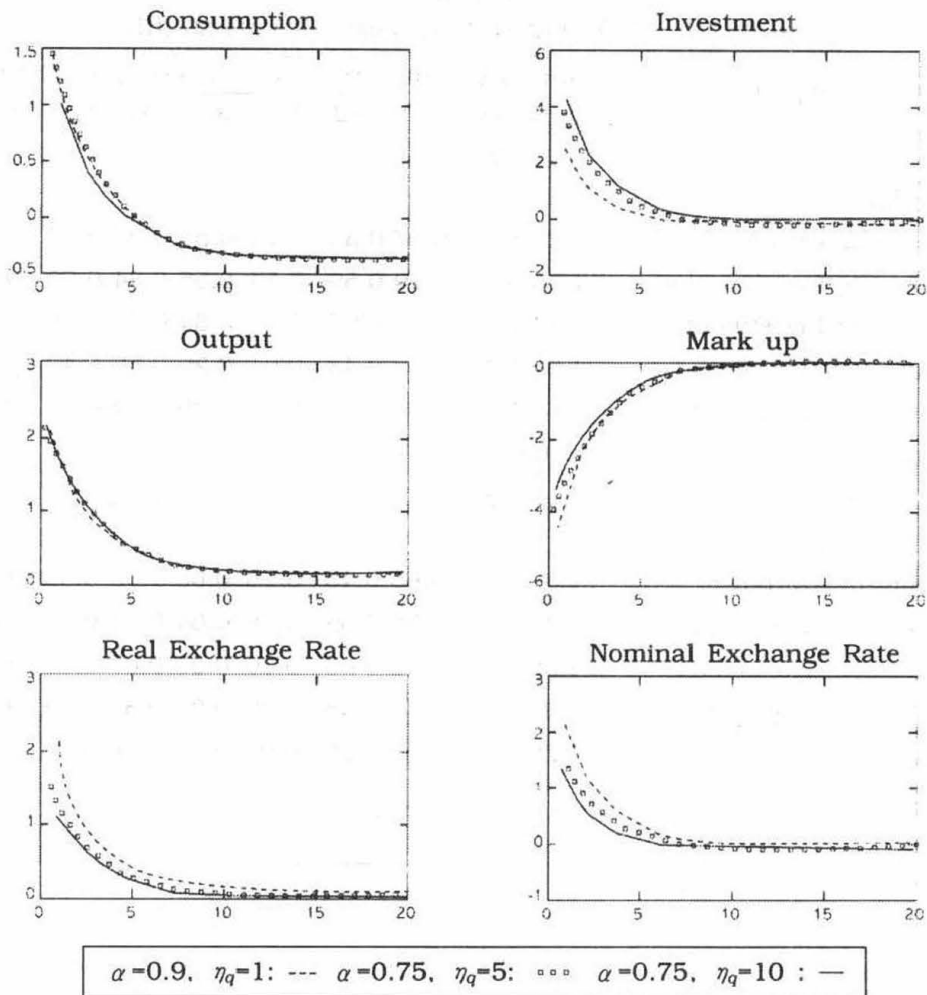 Consumption
1.5
1
0.5
0
-0.5
0 5 10 15 20
Investment
6
4
2
0
-2
0 5 10 15 20
Output
3
2
1
0
0 5 10 15 20
Mark up
0
-2
-4
-6
0 5 10 15 20
Real Exchange Rate
3
2
1
0
0 5 10 15 20
Nominal Exchange Rate
3
2
1
0
-1
0 5 10 15 20
α=0.9, η_q=1: --- α=0.75, η_q=5: ▫▫▫ α=0.75, η_q=10 : —